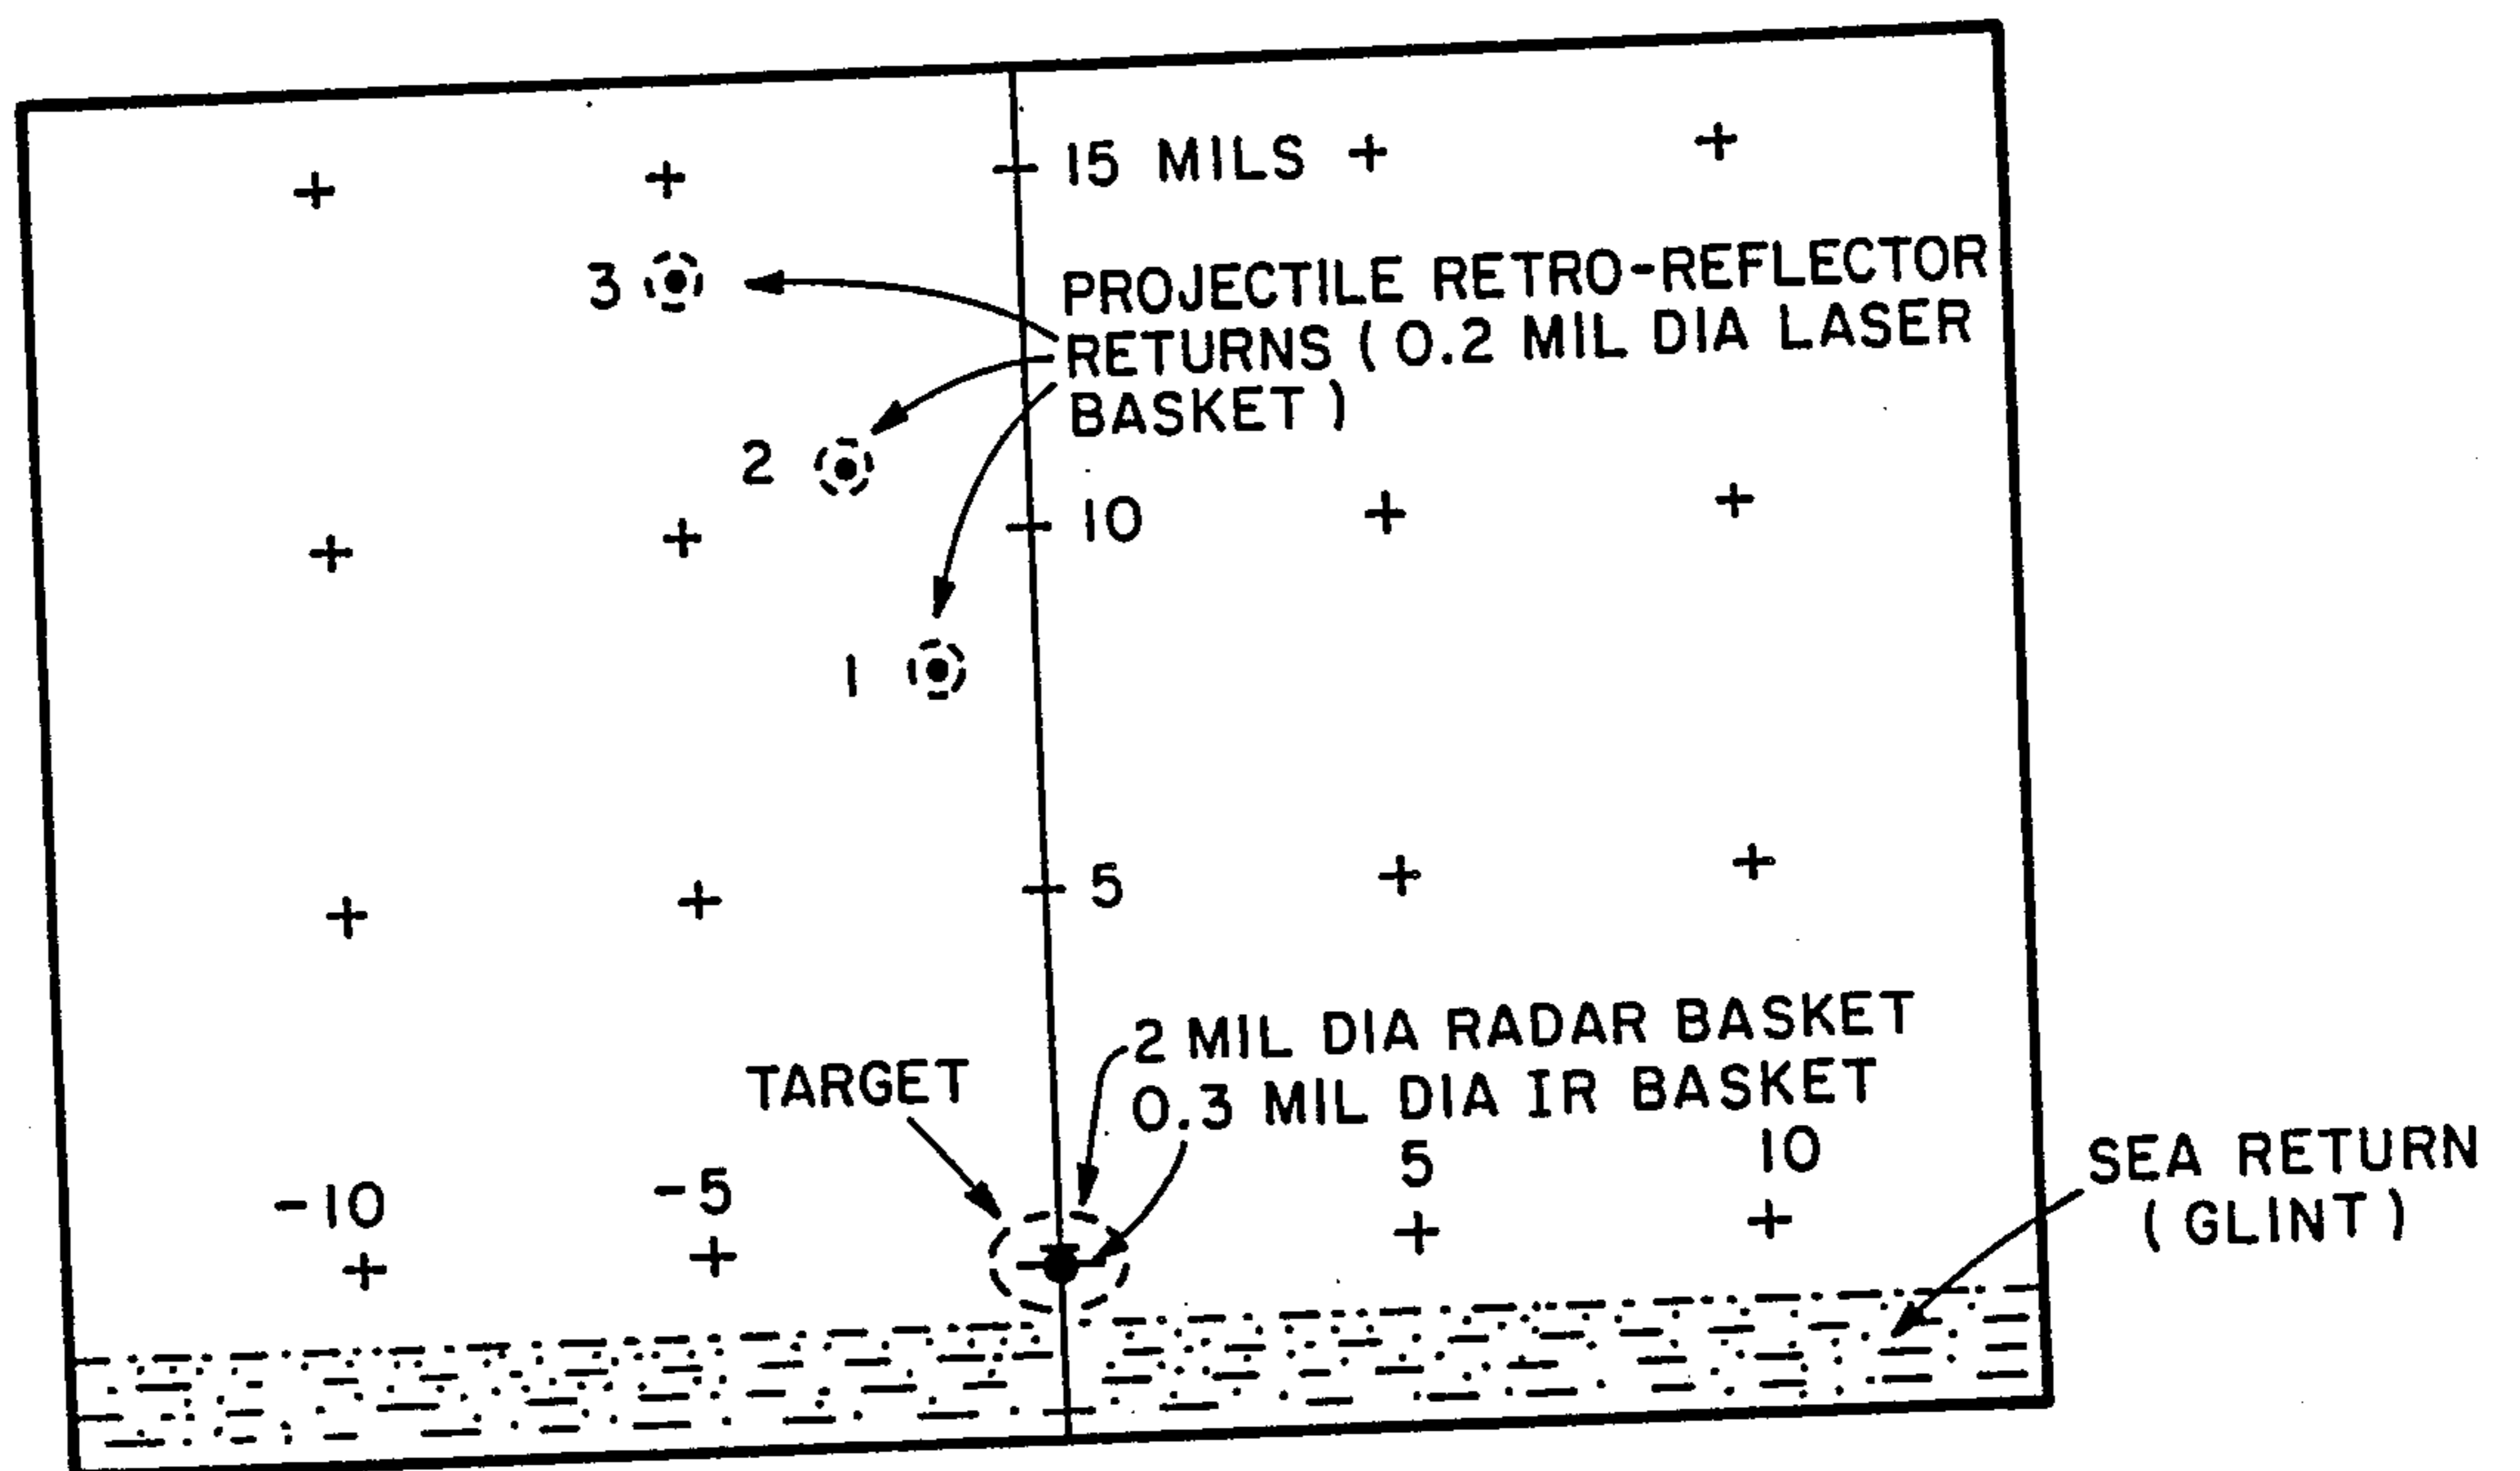 15 MILS
3
PROJECTILE RETRO-REFLECTOR
RETURNS (0.2 MIL DIA LASER
BASKET)
2
10
1
5
2 MIL DIA RADAR BASKET
0.3 MIL DIA IR BASKET
TARGET
-10
-5
5
10
SEA RETURN
(GLINT)